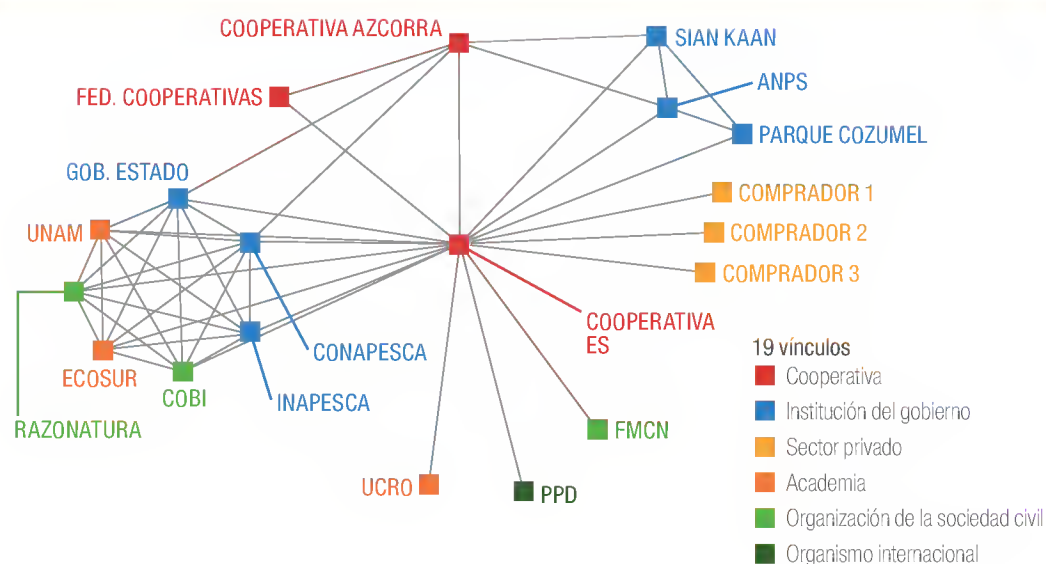 COOPERATIVA AZCORRA
SIAN KAAN
FED. COOPERATIVAS
ANPS
PARQUE COZUMEL
GOB. ESTADO
COMPRADOR 1
UNAM
COMPRADOR 2
COMPRADOR 3
COOPERATIVA
ES
CONAPESCA
ECOSUR
COBI
INAPESCA
RAZONATURA
FMCN
UCRO
PPD
19 vínculos
Cooperativa
Institución del gobierno
Sector privado
Academia
Organización de la sociedad civil
Organismo internacional